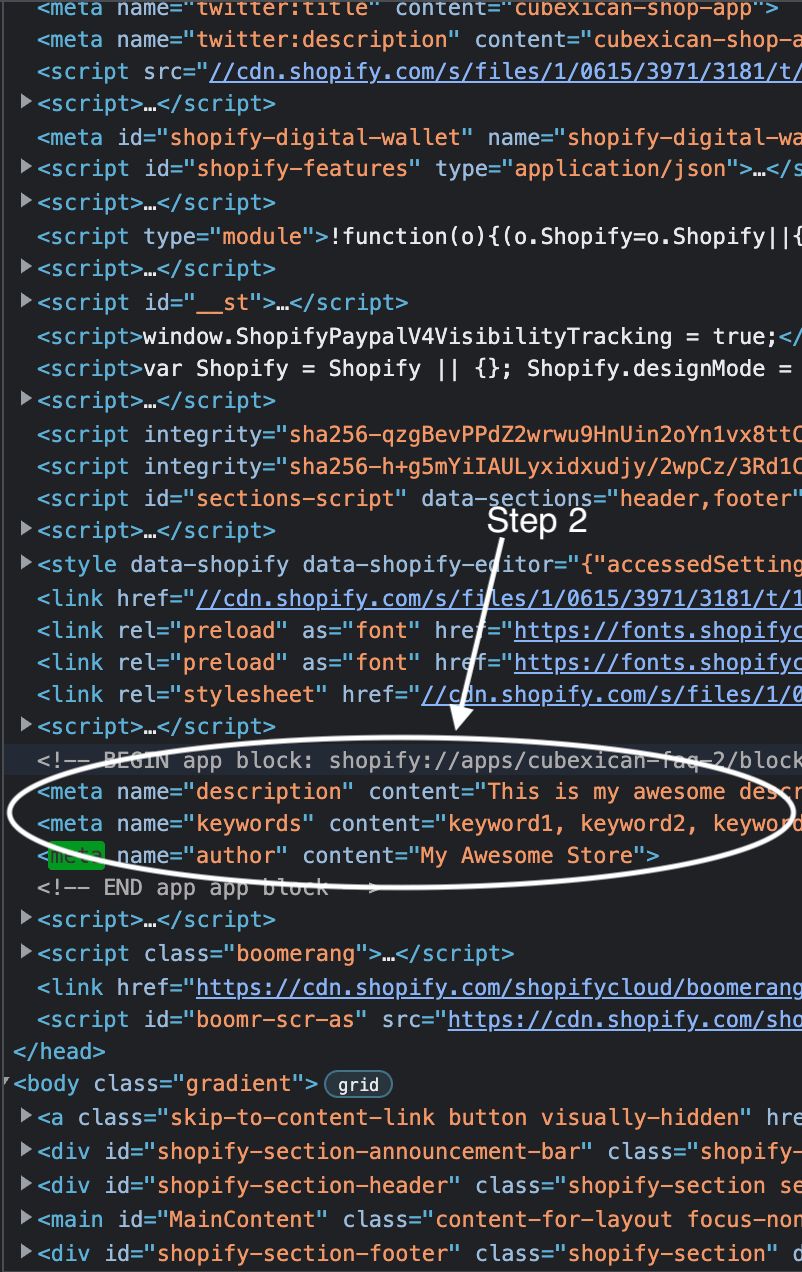 <meta name="twitter:title" content="cubexican-shop-app">
<meta name="twitter:description" content="cubexican-shop-a
<script src="//cdn.shopify.com/s/files/1/0615/3971/3181/t/
<script>…</script>
<meta id="shopify-digital-wallet" name="shopify-digital-wa
<script id="shopify-features" type="application/json">…</s
<script>…</script>
<script type="module">!function(o){(o.Shopify=o.Shopify||{
<script>…</script>
<script id="__st">…</script>
<script>window.ShopifyPaypalV4VisibilityTracking = true;</
<script>var Shopify = Shopify || {}; Shopify.designMode =
<script>…</script>
<script integrity="sha256-qzgBevPPdZ2wrwu9HnUin2oYn1vx8ttC
<script integrity="sha256-h+g5mYiIAULyxidxudjy/2wpCz/3Rd1C
<script id="sections-script" data-sections="header,footer"
Step 2
<script>…</script>
<style data-shopify data-shopify-editor="{"accessedSetting
<link href="//cdn.shopify.com/s/files/1/0615/3971/3181/t/1
<link rel="preload" as="font" href="https://fonts.shopifyc
<link rel="preload" as="font" href="https://fonts.shopifyc
<link rel="stylesheet" href="//cdn.shopify.com/s/files/1/0
<script>…</script>
<!-- BEGIN app block: shopify://apps/cubexican-faq-2/block
<meta name="description" content="This is my awesome descr
<meta name="keywords" content="keyword1, keyword2, keyword
<meta name="author" content="My Awesome Store">
<!-- END app app block -->
<script>…</script>
<script class="boomerang">…</script>
<link href="https://cdn.shopify.com/shopifycloud/boomerang
<script id="boomr-scr-as" src="https://cdn.shopify.com/sho
</head>
<body class="gradient"> grid
<a class="skip-to-content-link button visually-hidden" hre
<div id="shopify-section-announcement-bar" class="shopify-
<div id="shopify-section-header" class="shopify-section se
<main id="MainContent" class="content-for-layout focus-non
<div id="shopify-section-footer" class="shopify-section" d